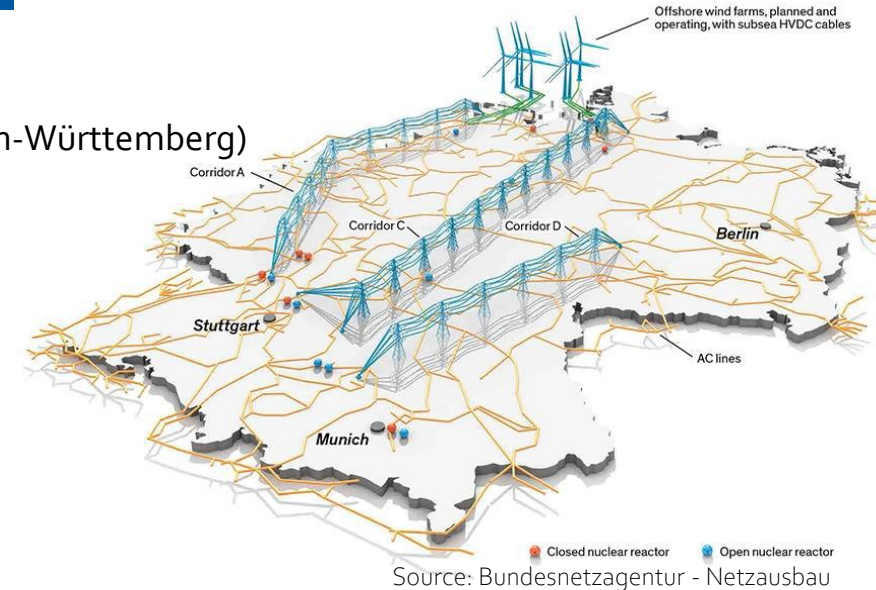 Offshore wind farms, planned and
operating, with subsea HVDC cables
n-Württemberg)
Corridor A
Corridor C
Corridor D
Berlin
Stuttgart
AC lines
Munich
Closed nuclear reactor
Open nuclear reactor
Source: Bundesnetzagentur - Netzausbau